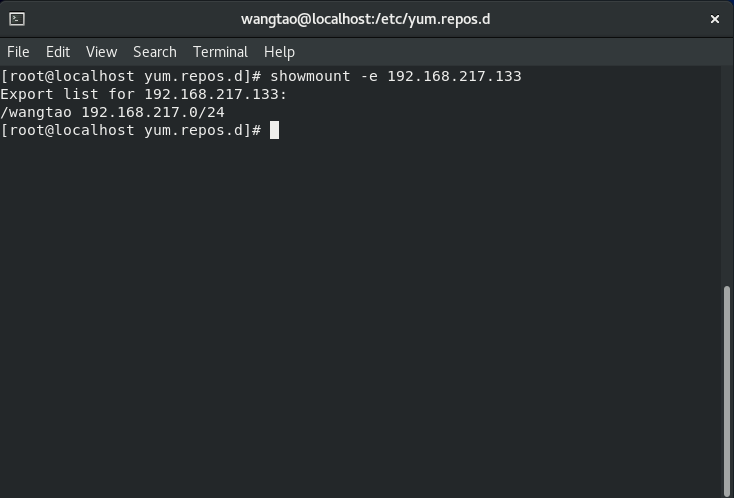 wangtao@localhost:/etc/yum.repos.d
File Edit View Search Terminal Help
[root@localhost yum.repos.d]# showmount -e 192.168.217.133
Export list for 192.168.217.133:
/wangtao 192.168.217.0/24
[root@localhost yum.repos.d]#